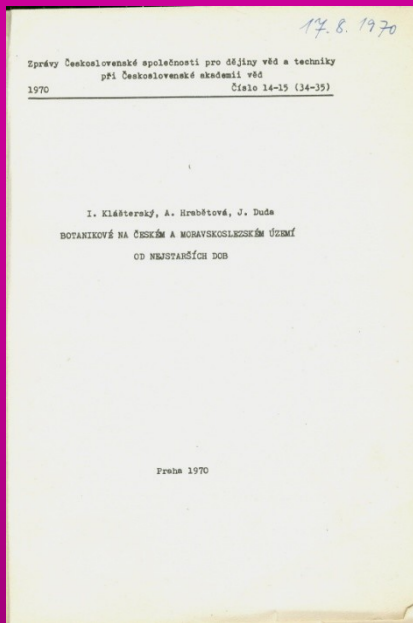 17. 8. 1970
Zprávy Československé společnosti pro dějiny věd a techniky
při Československé akademii věd
1970 Číslo 14-15 (34-35)
I. Klášterský, A. Hrabětová, J. Duda
BOTANIKOVÉ NA ČESKÉM A MORAVSKOSLEZSKÉM ÚZEMÍ
OD NEJSTARŠÍCH DOB
Praha 1970